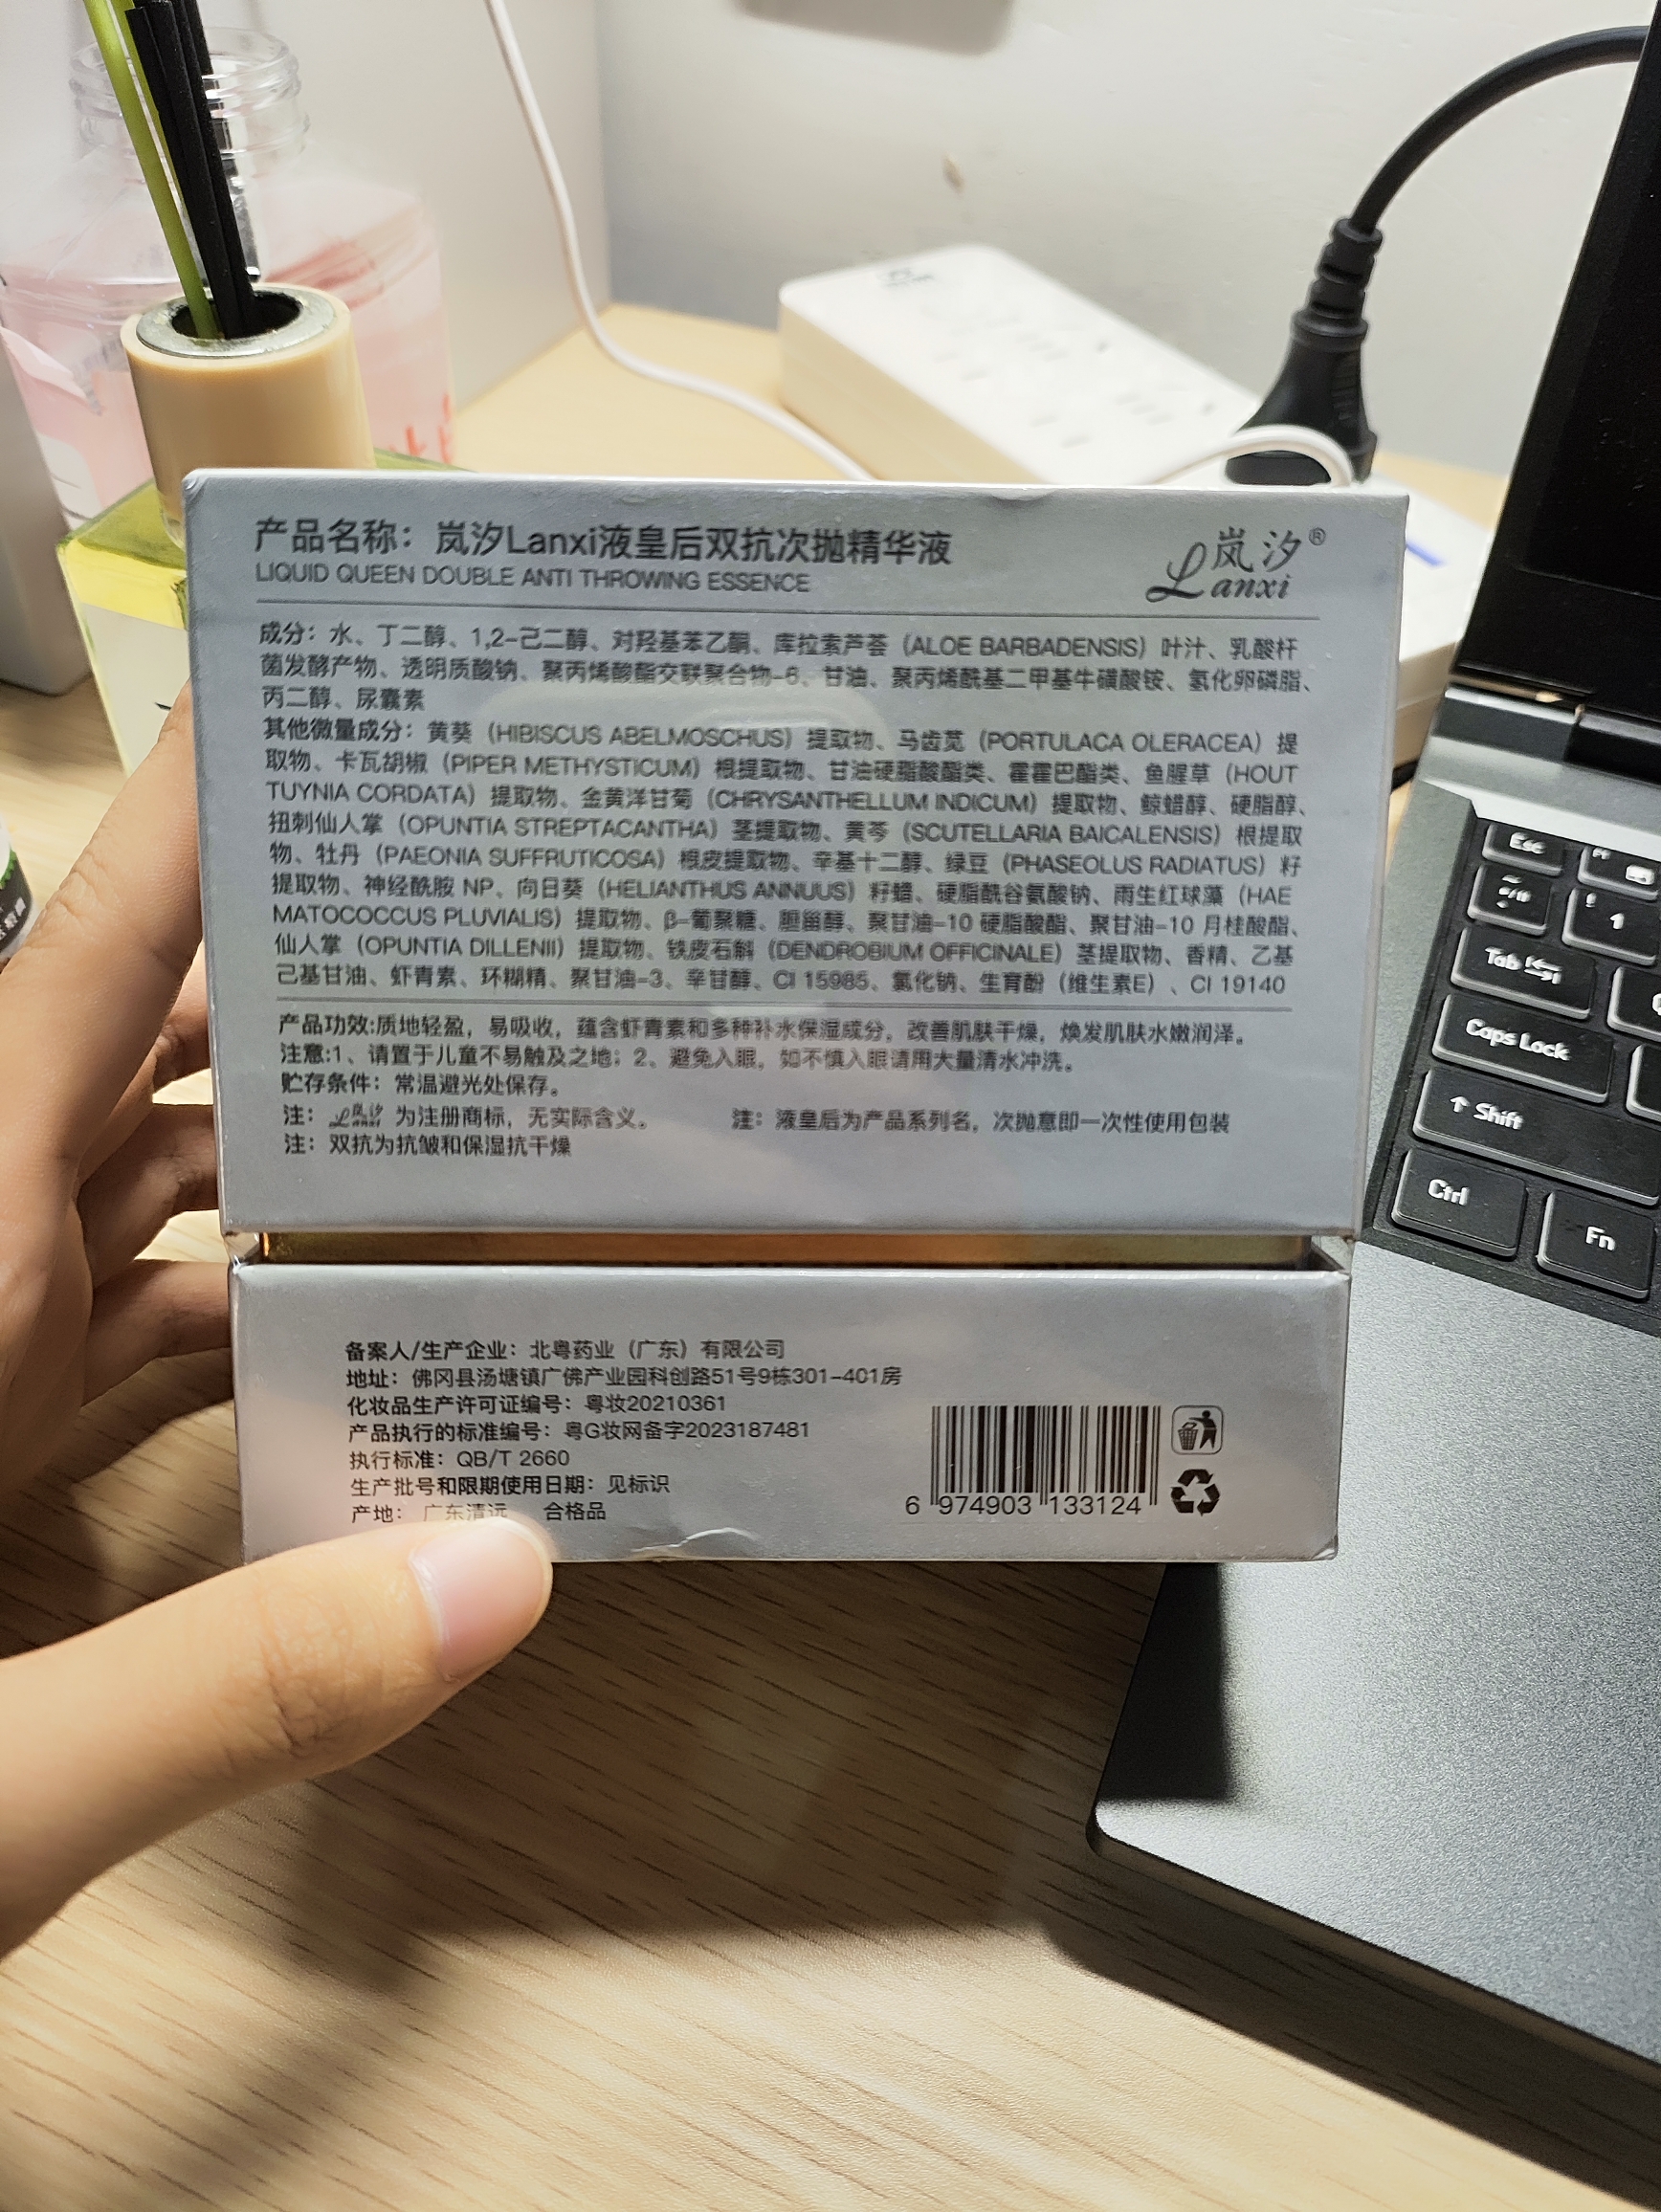 产品名称：岚汐Lanxi液皇后双抗次抛精华液
LIQUID QUEEN DOUBLE ANTI THROWING ESSENCE
岚汐®
Lanxi
成分：水、丁二醇、1,2-己二醇、对羟基苯乙酮、库拉索芦荟（ALOE BARBADENSIS）叶汁、乳酸杆
菌发酵产物、透明质酸钠、聚丙烯酸酯交联聚合物-6、甘油、聚丙烯酰基二甲基牛磺酸铵、氢化卵磷脂、
丙二醇、尿囊素
其他微量成分：黄葵（HIBISCUS ABELMOSCHUS）提取物、马齿苋（PORTULACA OLERACEA）提
取物、卡瓦胡椒（PIPER METHYSTICUM）根提取物、甘油硬脂酸酯类、霍霍巴酯类、鱼腥草（HOUT
TUYNIA CORDATA）提取物、金黄洋甘菊（CHRYSANTHELLUM INDICUM）提取物、鲸蜡醇、硬脂醇、
扭刺仙人掌（OPUNTIA STREPTACANTHA）茎提取物、黄芩（SCUTELLARIA BAICALENSIS）根提取
物、牡丹（PAEONIA SUFFRUTICOSA）根皮提取物、辛基十二醇、绿豆（PHASEOLUS RADIATUS）籽
提取物、神经酰胺 NP、向日葵（HELIANTHUS ANNUUS）籽蜡、硬脂酰谷氨酸钠、雨生红球藻（HAE
MATOCOCCUS PLUVIALIS）提取物、β-葡聚糖、胆甾醇、聚甘油-10 硬脂酸酯、聚甘油-10 月桂酸酯、
仙人掌（OPUNTIA DILLENII）提取物、铁皮石斛（DENDROBIUM OFFICINALE）茎提取物、香精、乙基
己基甘油、虾青素、环糊精、聚甘油-3、辛甘醇、CI 15985、氯化钠、生育酚（维生素E）、CI 19140
产品功效:质地轻盈，易吸收，蕴含虾青素和多种补水保湿成分，改善肌肤干燥，焕发肌肤水嫩润泽。
注意:1、请置于儿童不易触及之地；2、避免入眼，如不慎入眼请用大量清水冲洗。
贮存条件：常温避光处保存。
注：Lanxi岚汐 为注册商标，无实际含义。 注：液皇后为产品系列名，次抛意即一次性使用包装
注：双抗为抗皱和保湿抗干燥
备案人/生产企业：北粤药业（广东）有限公司
地址：佛冈县汤塘镇广佛产业园科创路51号9栋301-401房
化妆品生产许可证编号：粤妆20210361
产品执行的标准编号：粤G妆网备字2023187481
执行标准：QB/T 2660
生产批号和限期使用日期：见标识
产地：广东清远 合格品
6 974903 133124
Esc
Tab
Caps Lock
↑ Shift
Ctrl
Fn